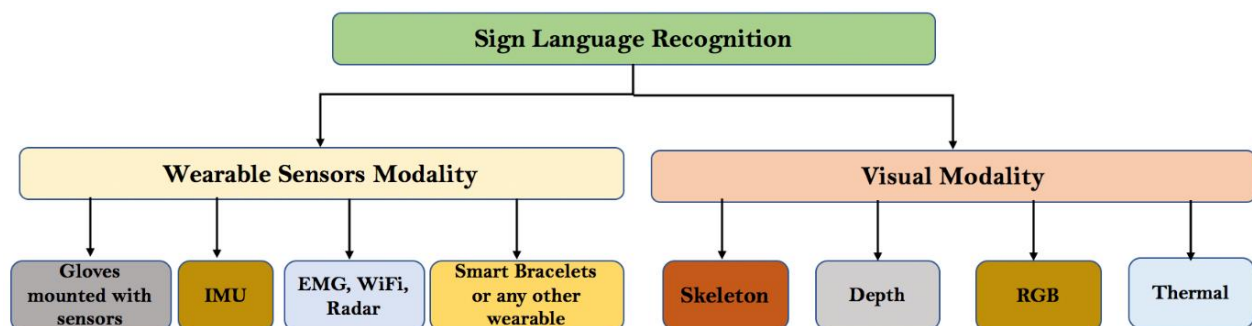 Sign Language Recognition
Wearable Sensors Modality
Visual Modality
Gloves
mounted with
sensors
IMU
EMG, WiFi,
Radar
Smart Bracelets
or any other
wearable
Skeleton
Depth
RGB
Thermal